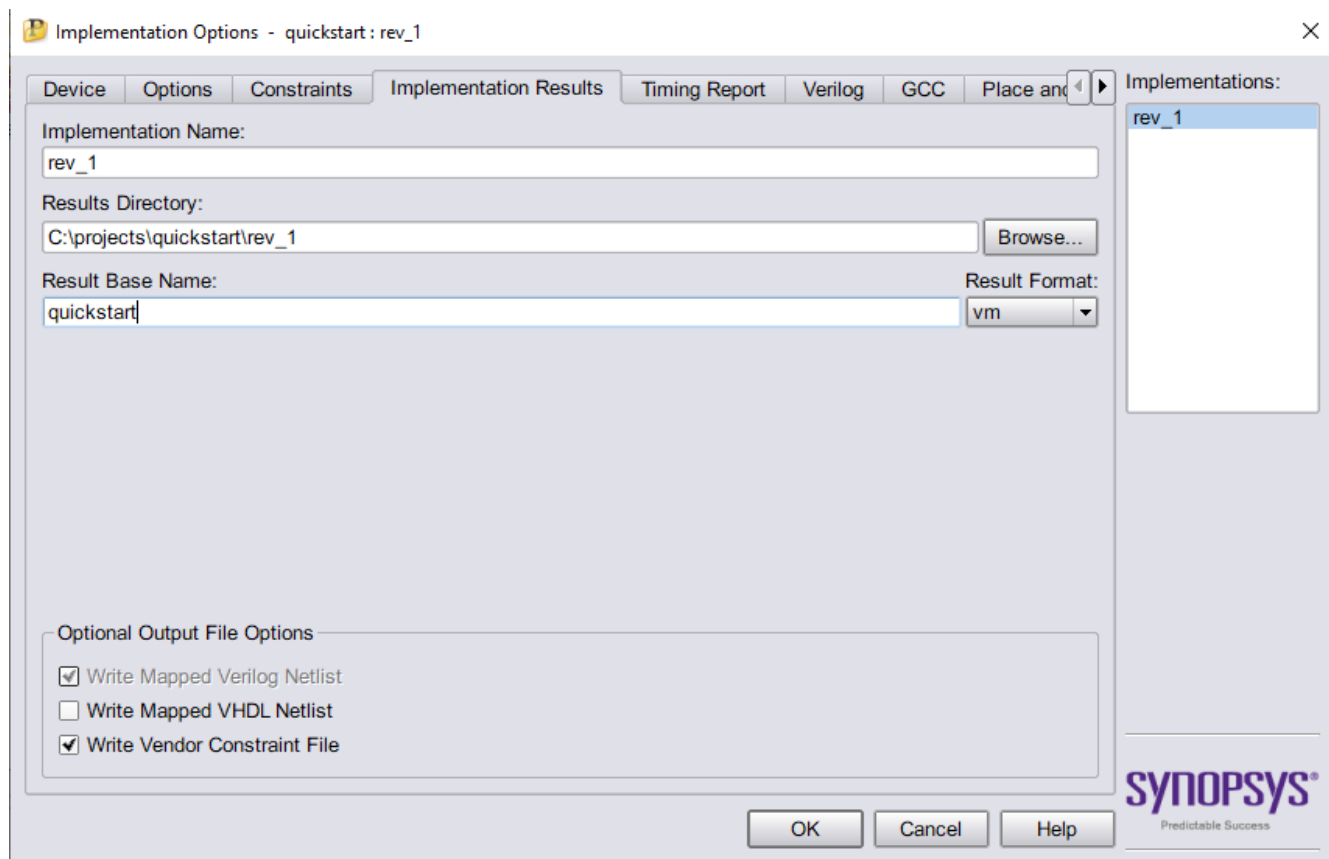 Implementation Options - quickstart : rev_1
Device Options Constraints Implementation Results Timing Report Verilog GCC Place and
Implementations:
rev_1
Implementation Name:
rev_1
Results Directory:
C:\projects\quickstart\rev_1 Browse...
Result Base Name: Result Format:
quickstart vm
Optional Output File Options
Write Mapped Verilog Netlist
Write Mapped VHDL Netlist
Write Vendor Constraint File
OK Cancel Help
SYNOPSYS®
Predictable Success